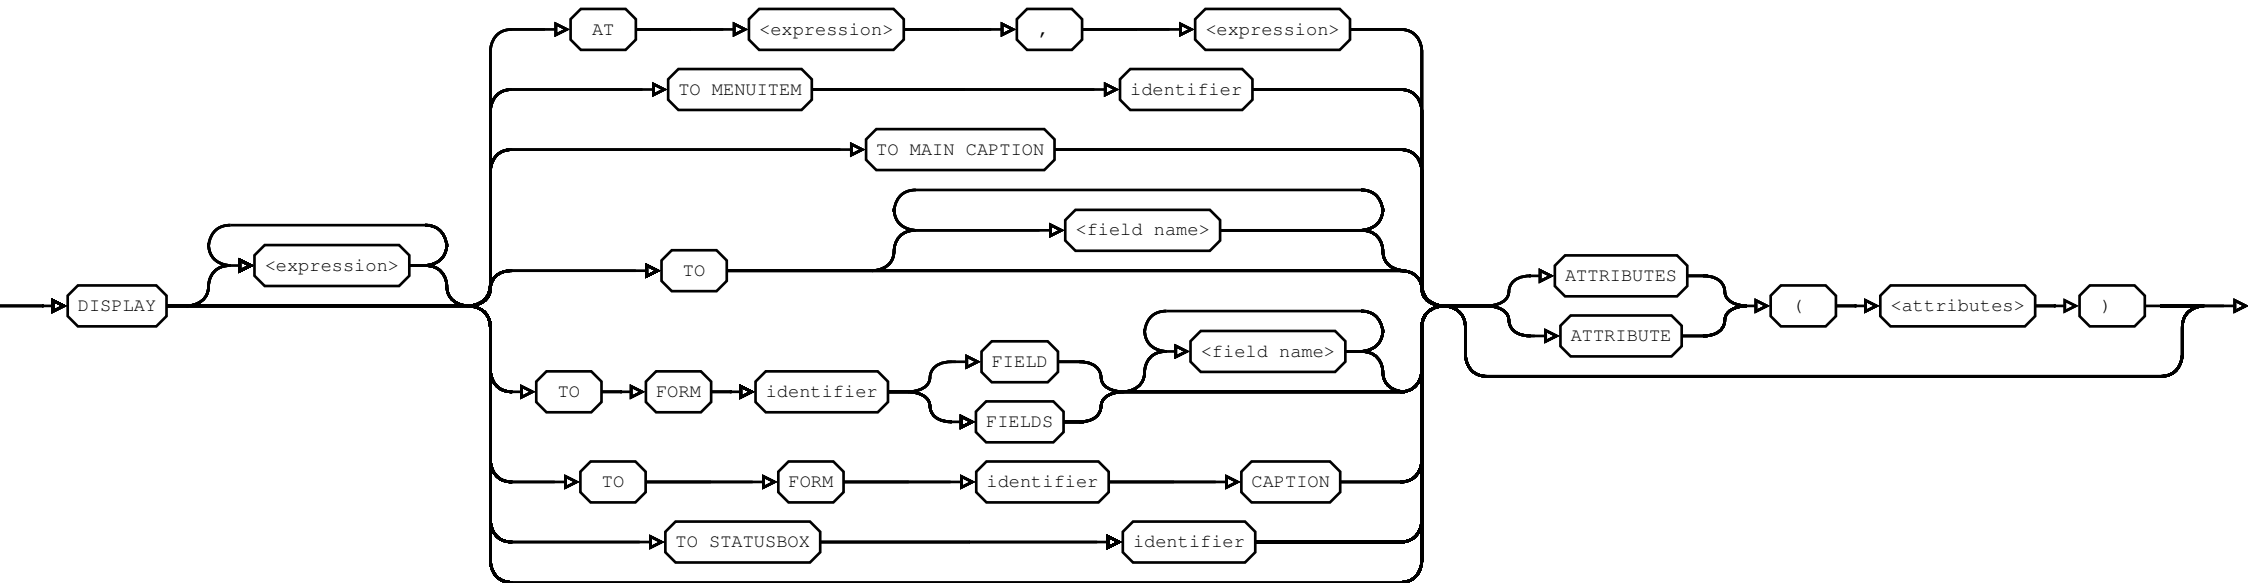 AT <expression> , <expression>
TO MENUITEM identifier
TO MAIN CAPTION
<field name>
TO
<expression>
DISPLAY
ATTRIBUTES
( <attributes> )
ATTRIBUTE
<field name>
FIELD
TO FORM identifier
FIELDS
TO FORM identifier CAPTION
TO STATUSBOX identifier